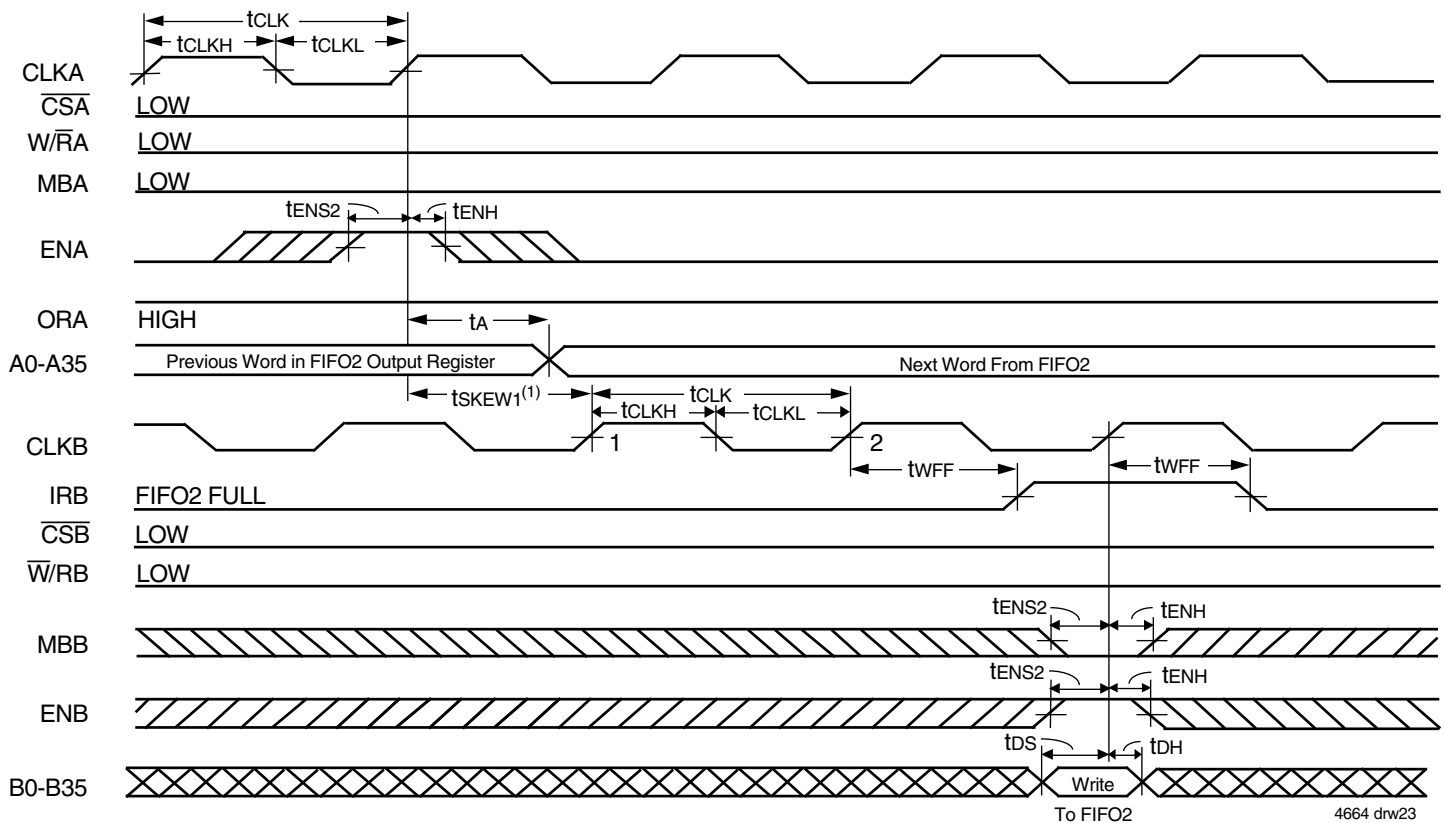 tCLK
tCLKH tCLKL
CLKA
CSA LOW
W/RA LOW
MBA LOW
tENS2 tENH
ENA
ORA HIGH tA
A0-A35 Previous Word in FIFO2 Output Register Next Word From FIFO2
tSKEW1(1) tCLK
tCLKH tCLKL
CLKB 1 2
tWFF tWFF
IRB FIFO2 FULL
CSB LOW
W/RB LOW
tENS2 tENH
MBB
tENS2 tENH
ENB
tDS tDH
B0-B35 Write
To FIFO2 4664 drw23